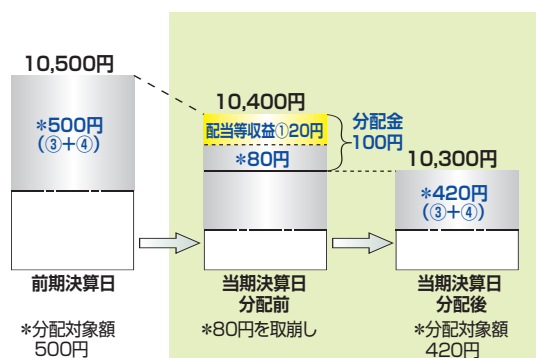 10,500円
*500円
(③+④)
前期決算日
*分配対象額
500円
10,400円
配当等収益①20円
*80円
分配金
100円
当期決算日
分配前
*80円を取崩し
10,300円
*420円
(③+④)
当期決算日
分配後
*分配対象額
420円